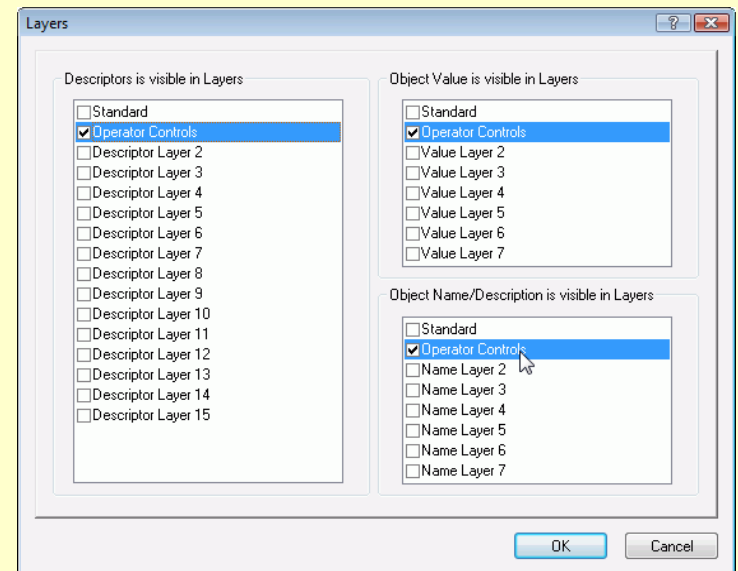 Layers
Descriptors is visible in Layers
Standard
Operator Controls
Descriptor Layer 2
Descriptor Layer 3
Descriptor Layer 4
Descriptor Layer 5
Descriptor Layer 6
Descriptor Layer 7
Descriptor Layer 8
Descriptor Layer 9
Descriptor Layer 10
Descriptor Layer 11
Descriptor Layer 12
Descriptor Layer 13
Descriptor Layer 14
Descriptor Layer 15
Object Value is visible in Layers
Standard
Operator Controls
Value Layer 2
Value Layer 3
Value Layer 4
Value Layer 5
Value Layer 6
Value Layer 7
Object Name/Description is visible in Layers
Standard
Operator Controls
Name Layer 2
Name Layer 3
Name Layer 4
Name Layer 5
Name Layer 6
Name Layer 7
OK
Cancel